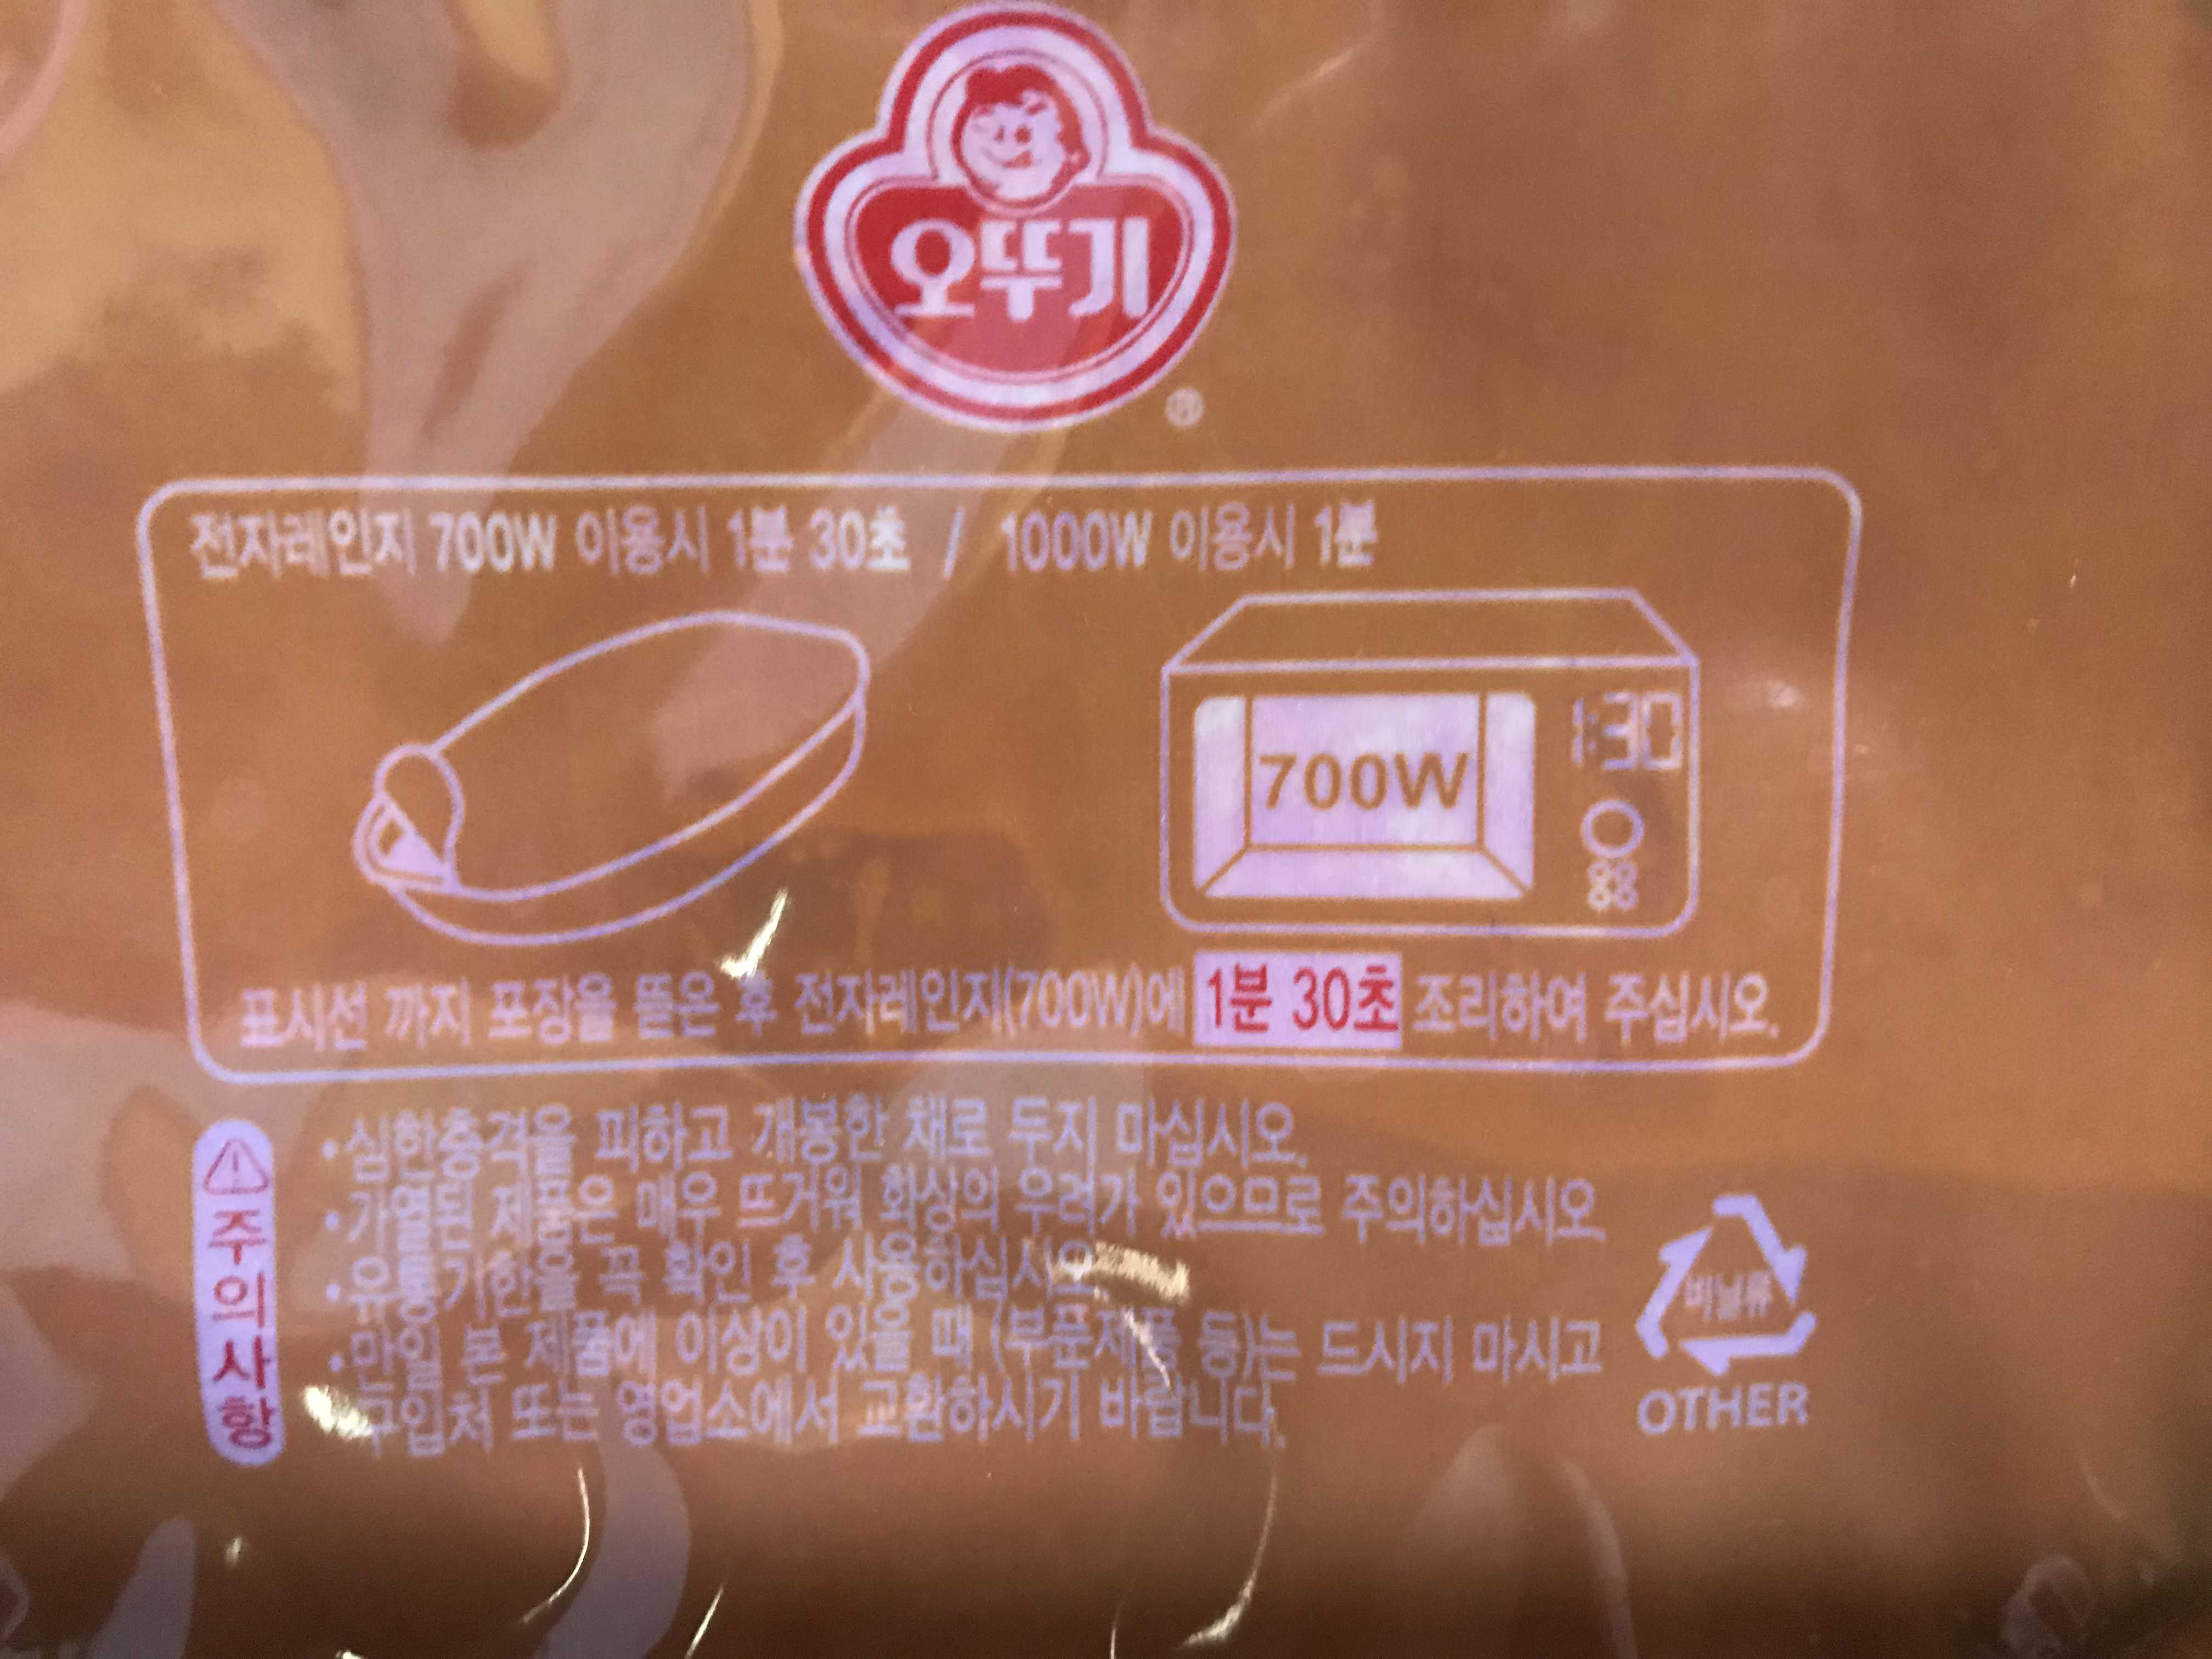 오뚜기
®
전자레인지 700W 이용시 1분 30초 / 1000W 이용시 1분
1:30
700W
표시선 까지 포장을 뜯은 후 전자레인지(700W)에 1분 30초 조리하여 주십시오.
주의사항
•심한충격을 피하고 개봉한 채로 두지 마십시오.
•가열된 제품은 매우 뜨거워 화상의 우려가 있으므로 주의하십시오
•유통기한을 꼭 확인 후 사용하십시오
•만일 본 제품에 이상이 있을 때 (부푼제품 등)는 드시지 마시고
구입처 또는 영업소에서 교환하시기 바랍니다.
비닐류
OTHER